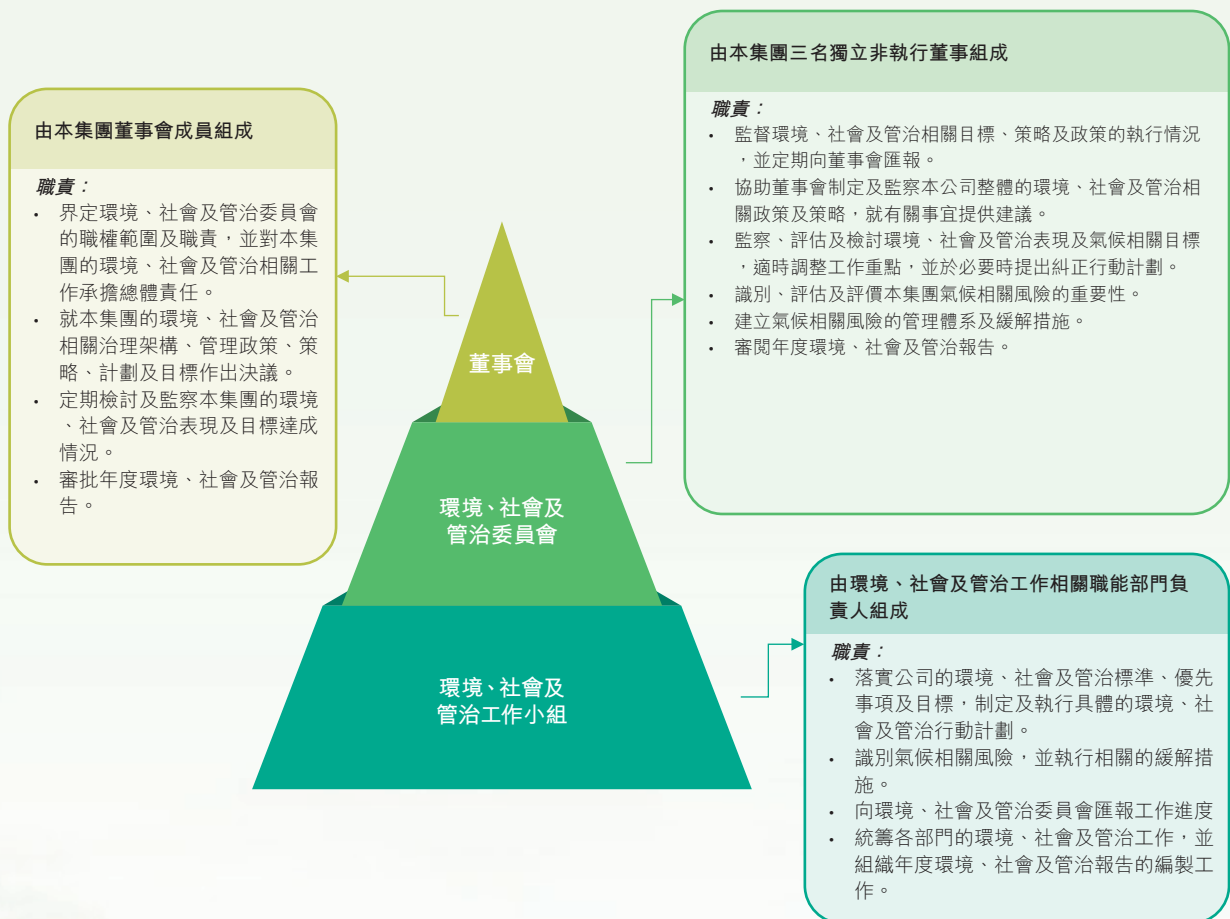 由本集團董事會成員組成
職責：
• 界定環境、社會及管治委員會
的職權範圍及職責，並對本集
團的環境、社會及管治相關工
作承擔總體責任。
• 就本集團的環境、社會及管治
相關治理架構、管理政策、策
略、計劃及目標作出決議。
• 定期檢討及監察本集團的環境
、社會及管治表現及目標達成
情況。
• 審批年度環境、社會及管治報
告。
由本集團三名獨立非執行董事組成
職責：
• 監督環境、社會及管治相關目標、策略及政策的執行情況
，並定期向董事會匯報。
• 協助董事會制定及監察本公司整體的環境、社會及管治相
關政策及策略，就有關事宜提供建議。
• 監察、評估及檢討環境、社會及管治表現及氣候相關目標
，適時調整工作重點，並於必要時提出糾正行動計劃。
• 識別、評估及評價本集團氣候相關風險的重要性。
• 建立氣候相關風險的管理體系及緩解措施。
• 審閱年度環境、社會及管治報告。
董事會
環境、社會及
管治委員會
環境、社會及
管治工作小組
由環境、社會及管治工作相關職能部門負
責人組成
職責：
• 落實公司的環境、社會及管治標準、優先
事項及目標，制定及執行具體的環境、社
會及管治行動計劃。
• 識別氣候相關風險，並執行相關的緩解措
施。
• 向環境、社會及管治委員會匯報工作進度
• 統籌各部門的環境、社會及管治工作，並
組織年度環境、社會及管治報告的編製工
作。